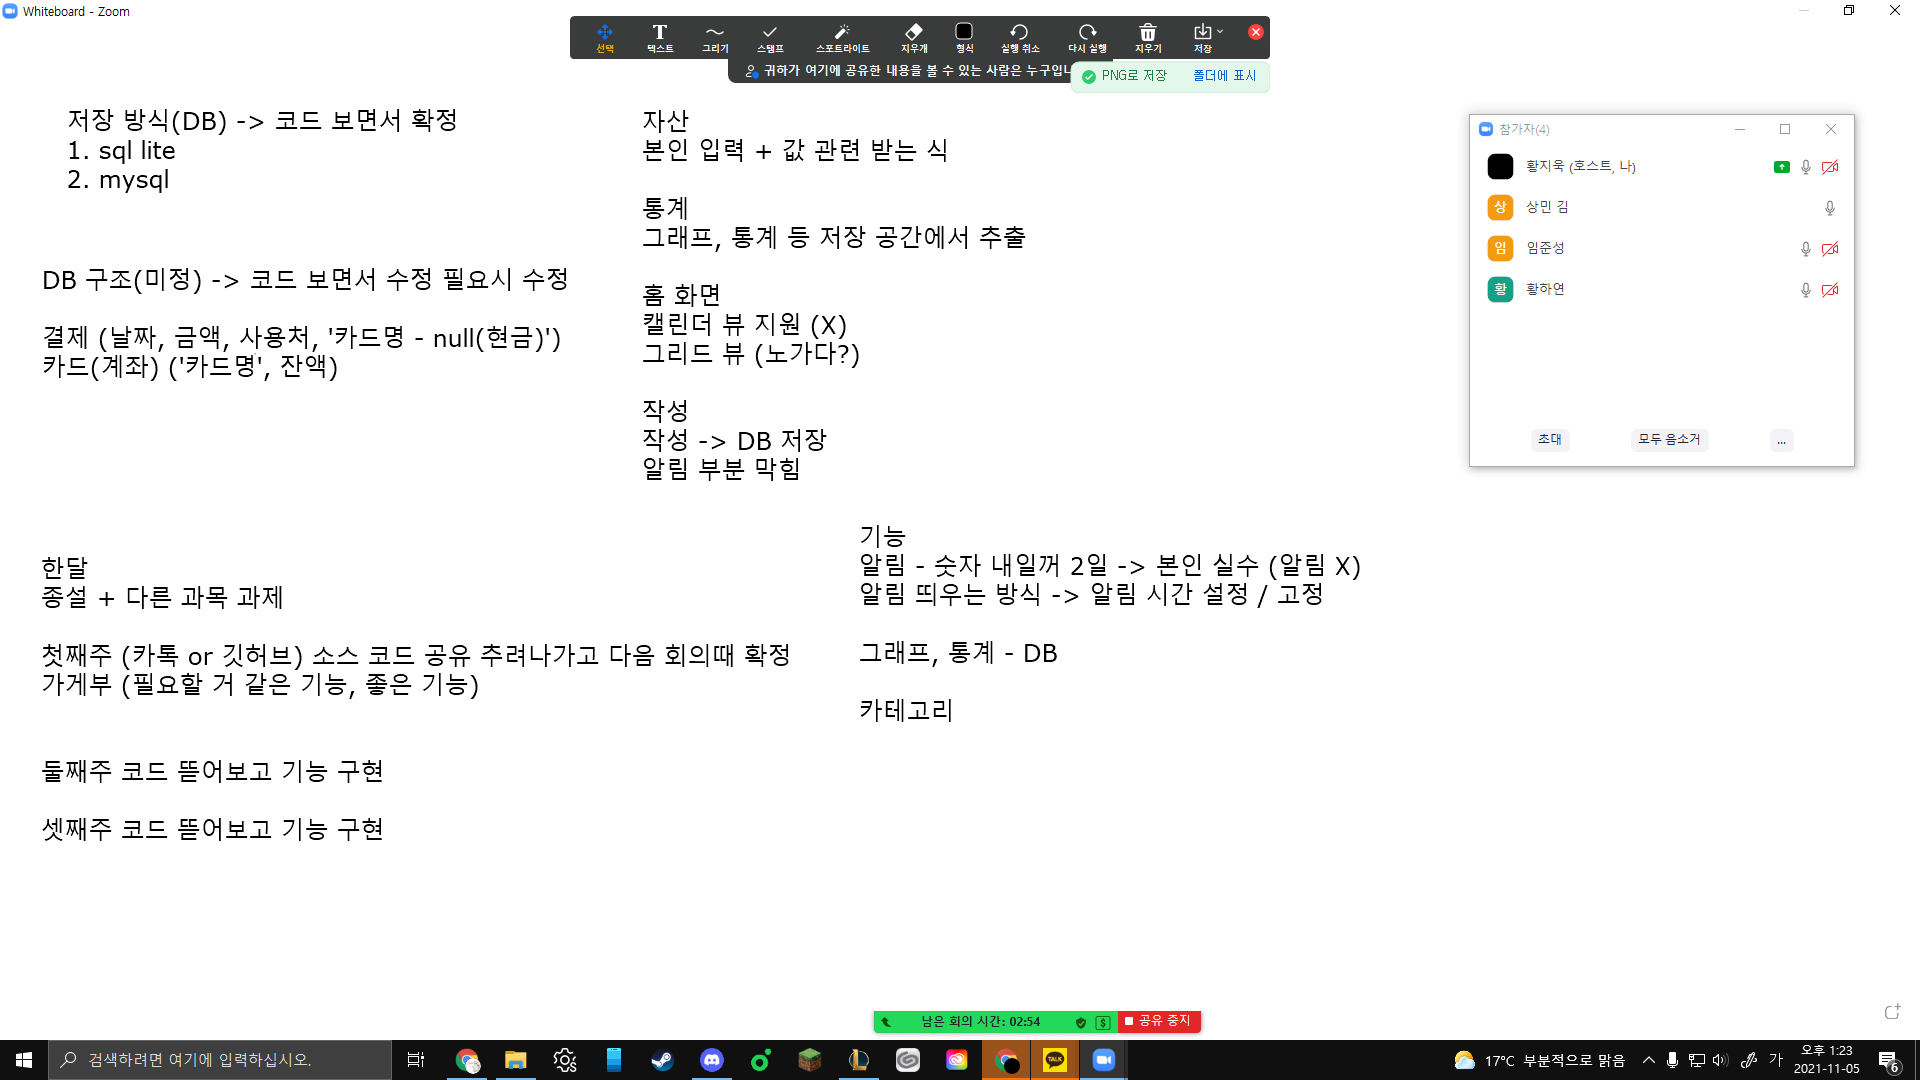 Whiteboard - Zoom
선택
텍스트
그리기
스탬프
스포트라이트
지우개
형식
실행 취소
다시 실행
지우기
저장
귀하가 여기에 공유한 내용을 볼 수 있는 사람은 누구입니
PNG로 저장 폴더에 표시
저장 방식(DB) -> 코드 보면서 확정
1. sql lite
2. mysql
DB 구조(미정) -> 코드 보면서 수정 필요시 수정
결제 (날짜, 금액, 사용처, '카드명 - null(현금)')
카드(계좌) ('카드명', 잔액)
자산
본인 입력 + 값 관련 받는 식
통계
그래프, 통계 등 저장 공간에서 추출
홈 화면
캘린더 뷰 지원 (X)
그리드 뷰 (노가다?)
작성
작성 -> DB 저장
알림 부분 막힘
참가자(4)
황지욱 (호스트, 나)
상 상민 김
임 임준성
황 황하연
초대
모두 음소거
...
한달
종설 + 다른 과목 과제
첫째주 (카톡 or 깃허브) 소스 코드 공유 추려나가고 다음 회의때 확정
가게부 (필요할 거 같은 기능, 좋은 기능)
둘째주 코드 뜯어보고 기능 구현
셋째주 코드 뜯어보고 기능 구현
기능
알림 - 숫자 내일꺼 2일 -> 본인 실수 (알림 X)
알림 띄우는 방식 -> 알림 시간 설정 / 고정
그래프, 통계 - DB
카테고리
남은 회의 시간: 02:54
공유 중지
검색하려면 여기에 입력하십시오.
TALK
17°C 부분적으로 맑음
가
오후 1:23
2021-11-05
6